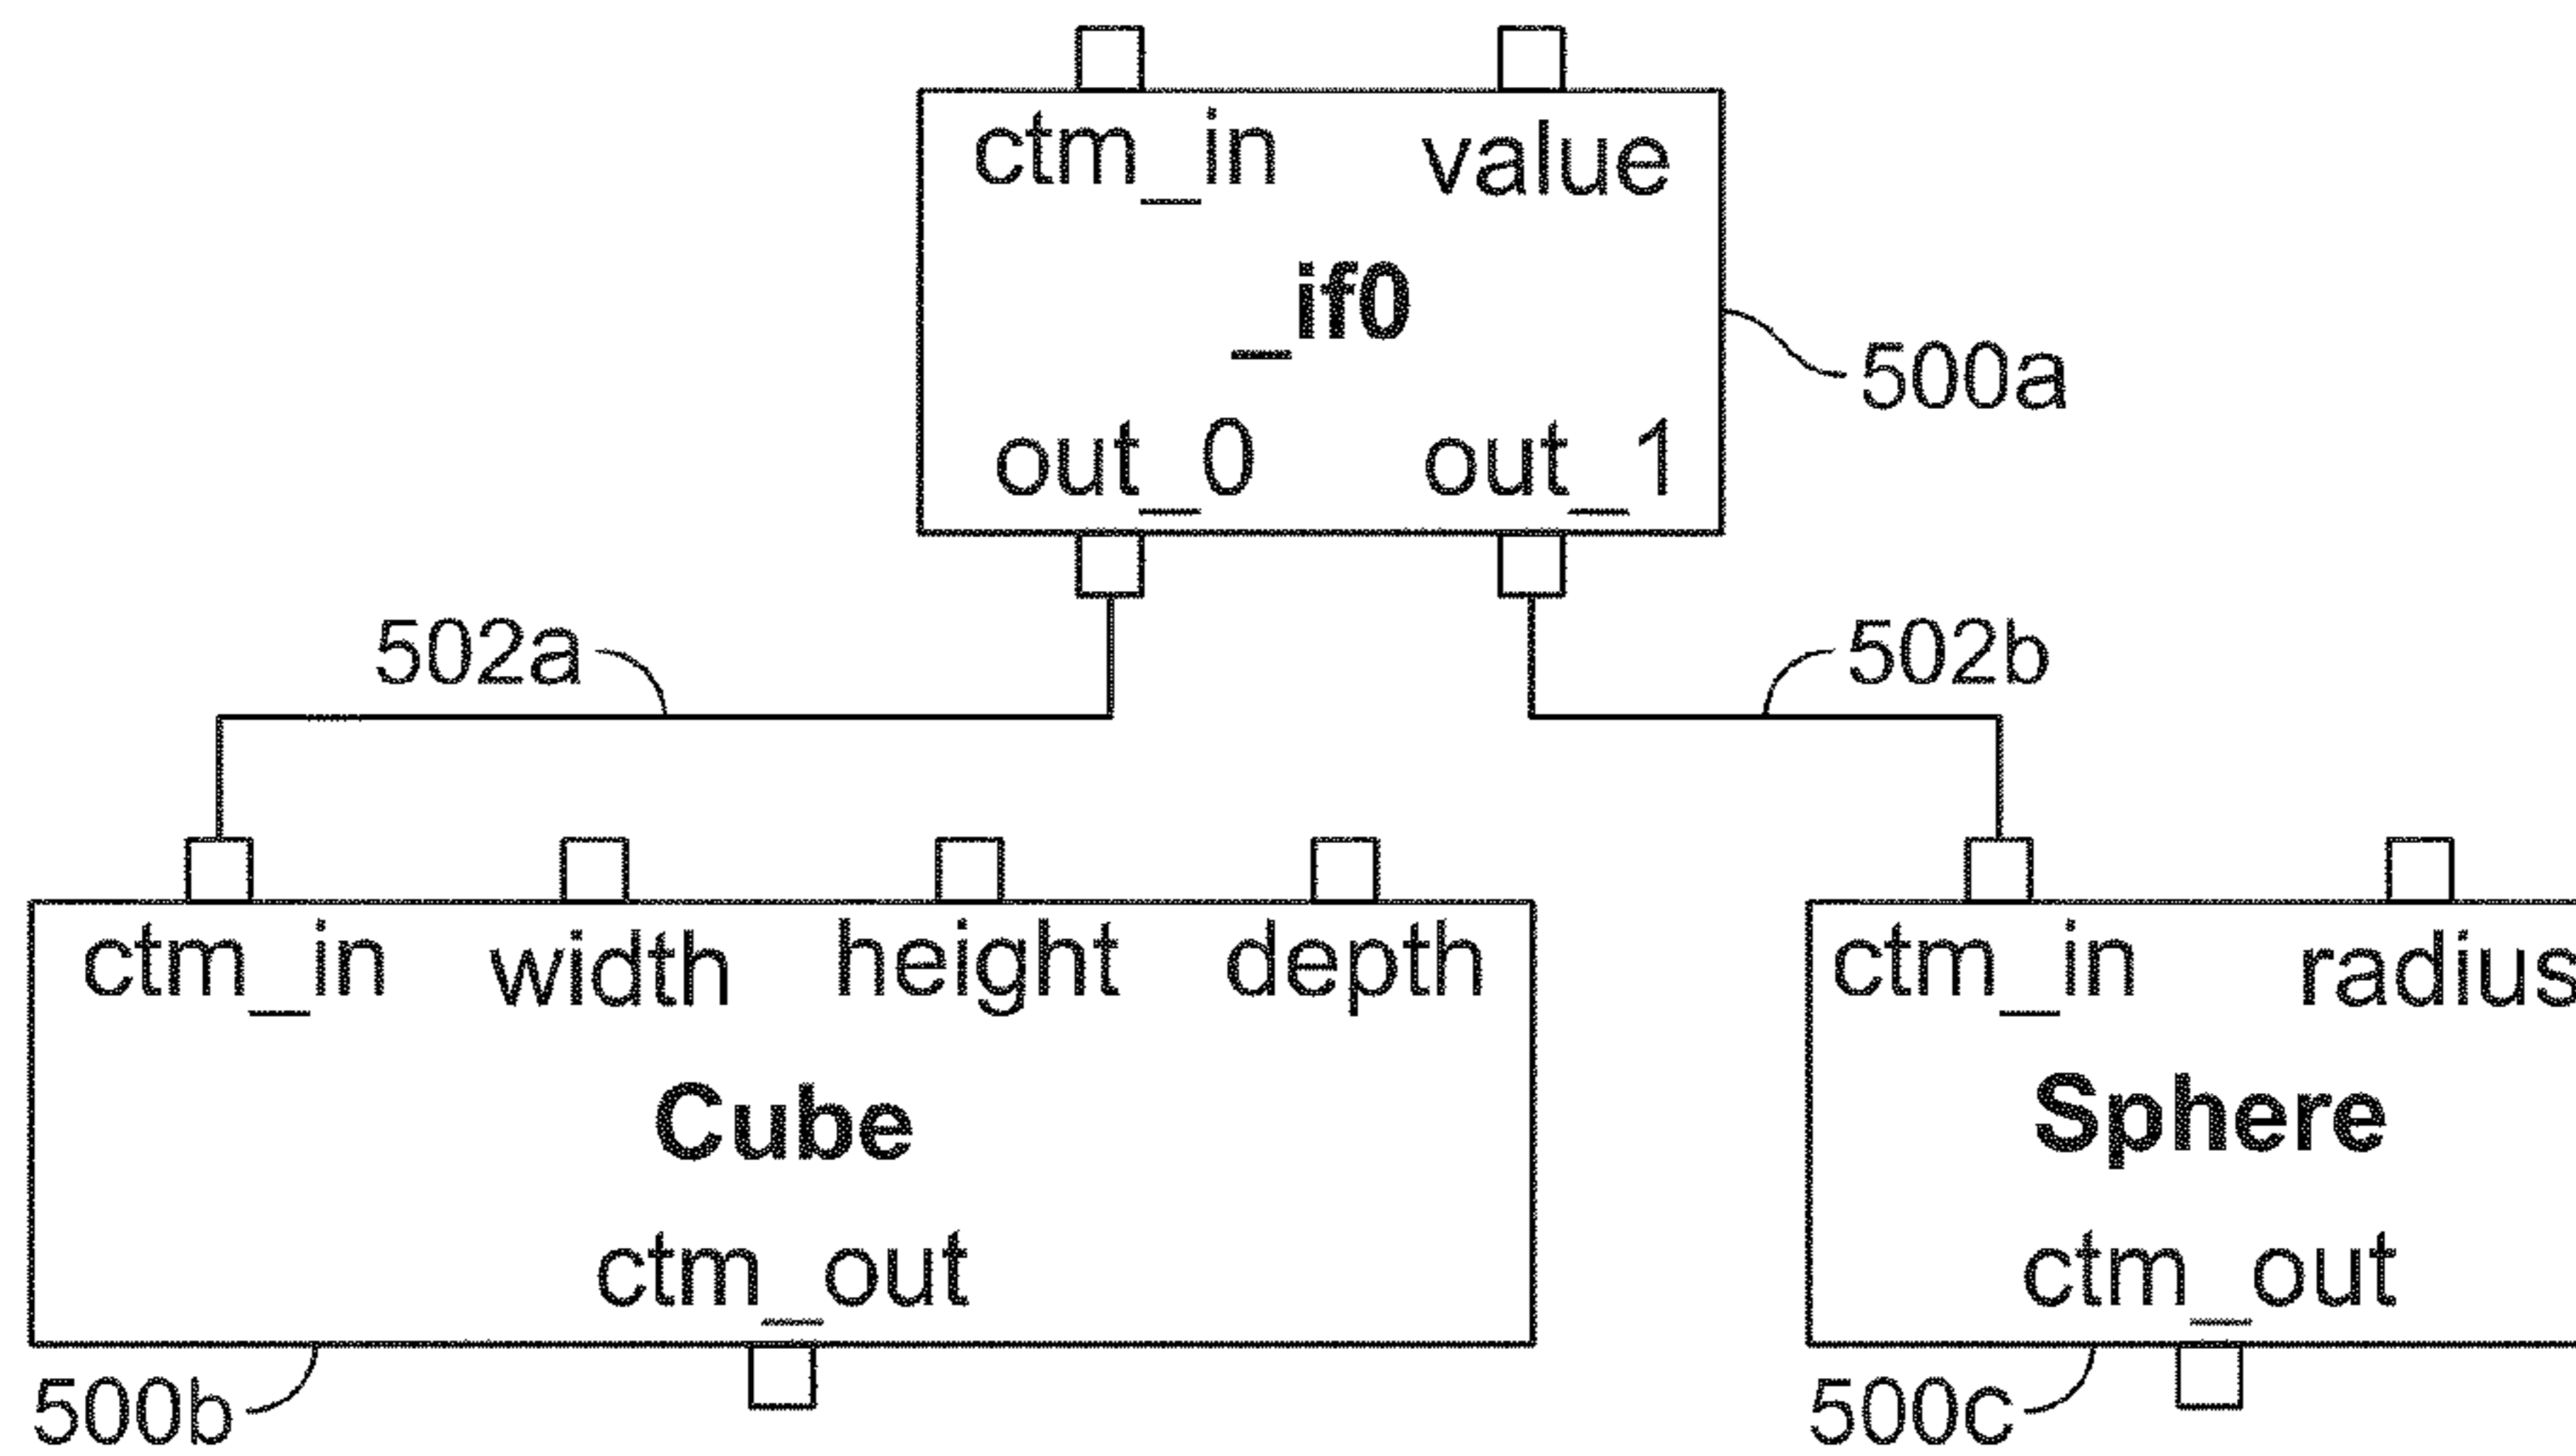 ctm_in value
_if0
500a
out_0 out_1
502a 502b
ctm_in width height depth ctm_in radius
Cube Sphere
ctm_out ctm_out
500b 500c